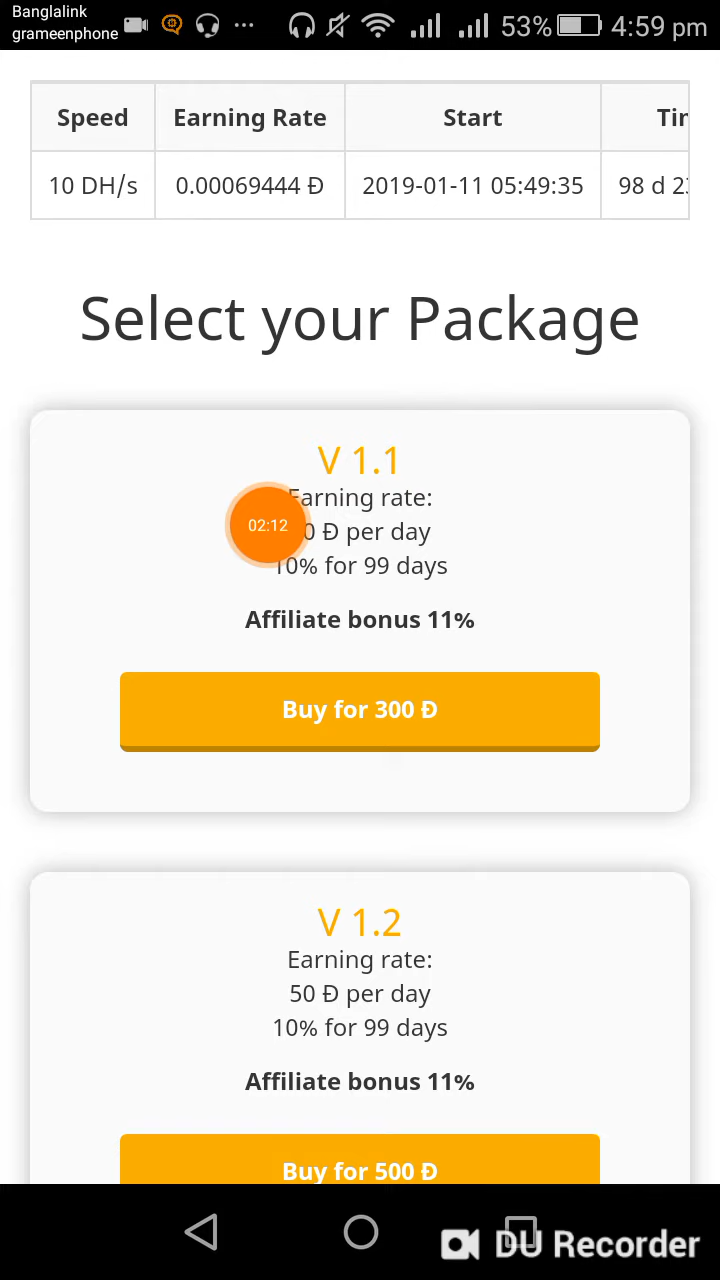 Banglalink
grameenphone
53% 4:59 pm
Speed Earning Rate Start
10 DH/s 0.00069444 Đ 2019-01-11 05:49:35 98 d
Select your Package
V 1.1
Earning rate:
02:12
0 Đ per day
10% for 99 days
Affiliate bonus 11%
Buy for 300 Đ
V 1.2
Earning rate:
50 Đ per day
10% for 99 days
Affiliate bonus 11%
Buy for 500 Đ
DU Recorder